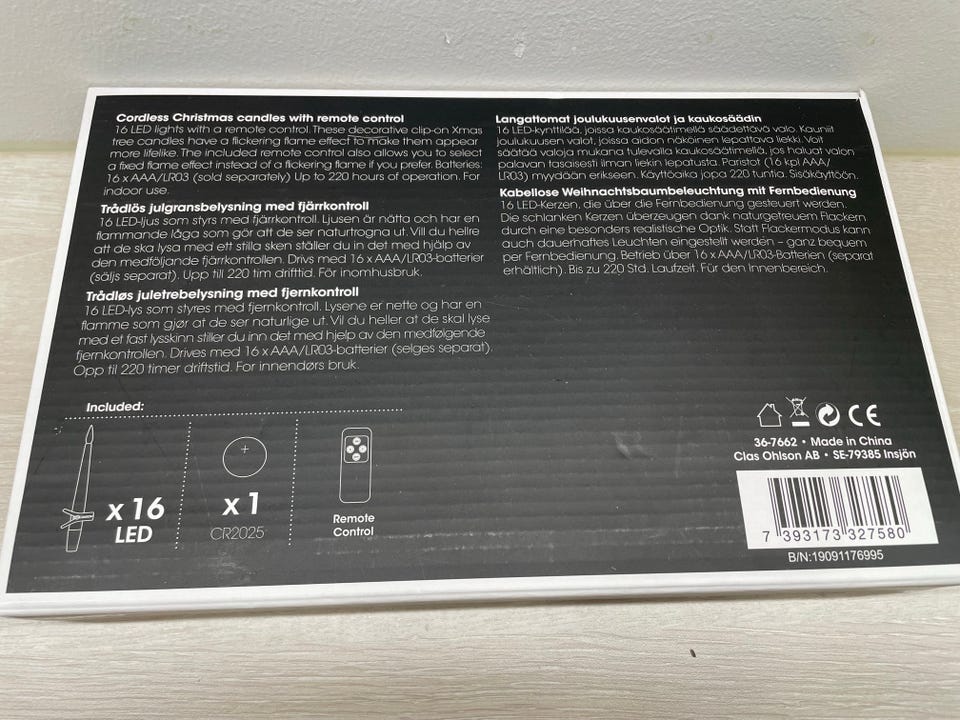 Cordless Christmas candles with remote control
16 LED lights with a remote control. These decorative clip-on Xmas
tree candles have a flickering flame effect to make them appear
more lifelike. The included remote control also allows you to select
a fixed flame effect instead of a flickering flame if you prefer. Batteries:
16 x AAA/LR03 (sold separately) Up to 220 hours of operation. For
indoor use.
Trådlös julgransbelysning med fjärrkontroll
16 LED-ljus som styrs med fjärrkontroll. Ljusen är nätta och har en
flammande låga som gör att de ser naturtrogna ut. Vill du hellre
att de ska lysa med ett stilla sken ställer du in det med hjälp av
den medföljande fjärrkontrollen. Drivs med 16 x AAA/LR03-batterier
(säljs separat). Upp till 220 tim drifttid. För inomhusbruk.
Trådløs juletrebelysning med fjernkontroll
16 LED-lys som styres med fjernkontroll. Lysene er nette og har en
flamme som gjør at de ser naturlige ut. Vil du heller at de skal lyse
med et fast lysskinn stiller du inn det med hjelp av den medfølgende
fjernkontrollen. Drives med 16 x AAA/LR03-batterier (selges separat).
Opp til 220 timer driftstid. For innendørs bruk.
Langattomat joulukuusenvalot ja kaukosäädin
16 LED-kynttilää, joissa kaukosäätimellä säädettävä valo. Kauniit
joulukuusen valot, joissa aidon näköinen lepattava liekki. Voit
säätää valoja mukana tulevalla kaukosäätimellä, jos haluat valon
palavan tasaisesti ilman liekin lepatusta. Paristot (16 kpl AAA/
LR03) myydään erikseen. Käyttöaika jopa 220 tuntia. Sisäkäyttöön.
Kabellose Weihnachtsbaumbeleuchtung mit Fernbedienung
16 LED-Kerzen, die über die Fernbedienung gesteuert werden.
Die schlanken Kerzen überzeugen dank naturgetreuem Flackern
durch eine besonders realistische Optik. Statt Flackermodus kann
auch dauerhaftes Leuchten eingestellt werden – ganz bequem
per Fernbedienung. Betrieb über 16 x AAA/LR03-Batterien (separat
erhältlich). Bis zu 220 Std. Laufzeit. Für den Innenbereich.
Included:
x 16
LED
x 1
CR2025
Remote
Control
CE
36-7662 • Made in China
Clas Ohlson AB • SE-79385 Insjön
7 393173 327580
B/N:19091176995